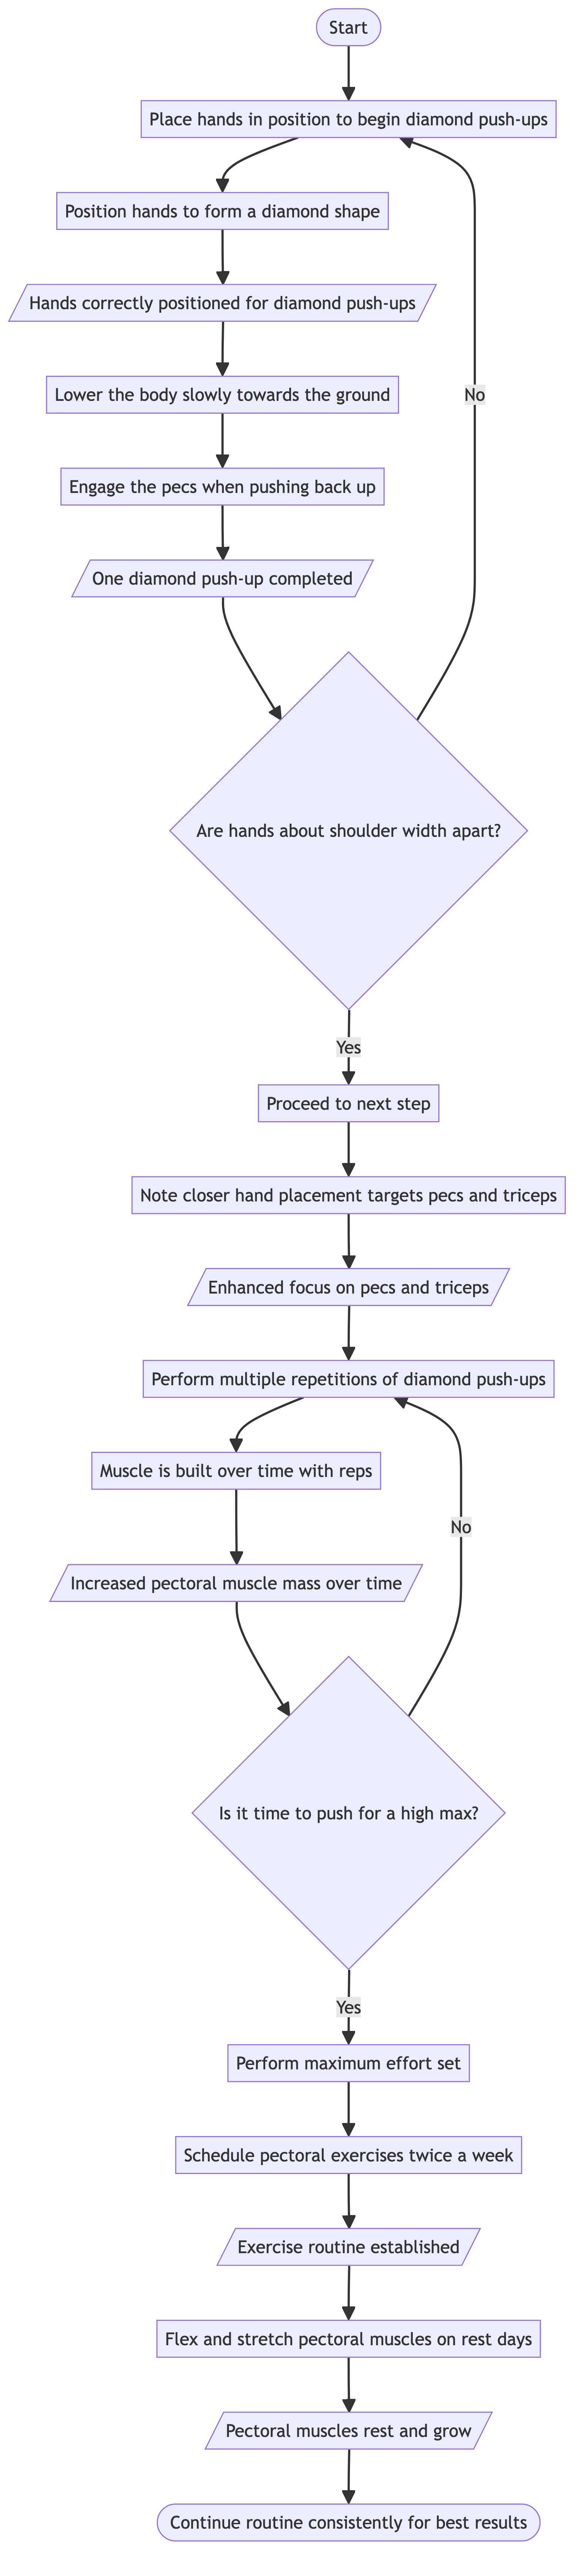 Start
Place hands in position to begin diamond push-ups
Position hands to form a diamond shape
Hands correctly positioned for diamond push-ups
Lower the body slowly towards the ground
No
Engage the pecs when pushing back up
One diamond push-up completed
Are hands about shoulder width apart?
Yes
Proceed to next step
Note closer hand placement targets pecs and triceps
Enhanced focus on pecs and triceps
Perform multiple repetitions of diamond push-ups
Muscle is built over time with reps
No
Increased pectoral muscle mass over time
Is it time to push for a high max?
Yes
Perform maximum effort set
Schedule pectoral exercises twice a week
Exercise routine established
Flex and stretch pectoral muscles on rest days
Pectoral muscles rest and grow
Continue routine consistently for best results